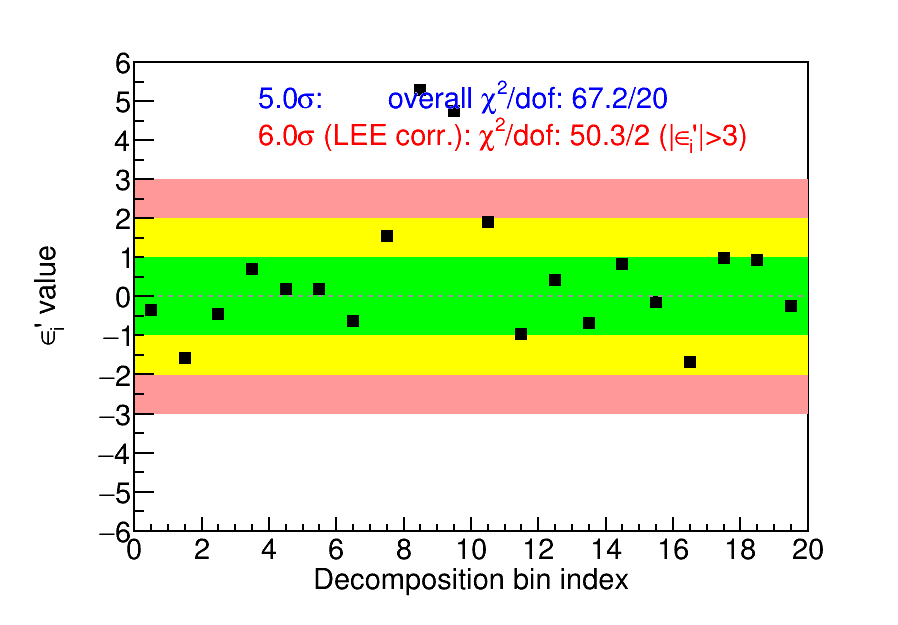 6
5.0σ: overall χ²/dof: 67.2/20
5
6.0σ (LEE corr.): χ²/dof: 50.3/2 (|ϵᵢ'|>3)
4
3
2
1
0
−1
−2
−3
−4
−5
−6
ϵᵢ' value
0 2 4 6 8 10 12 14 16 18 20
Decomposition bin index